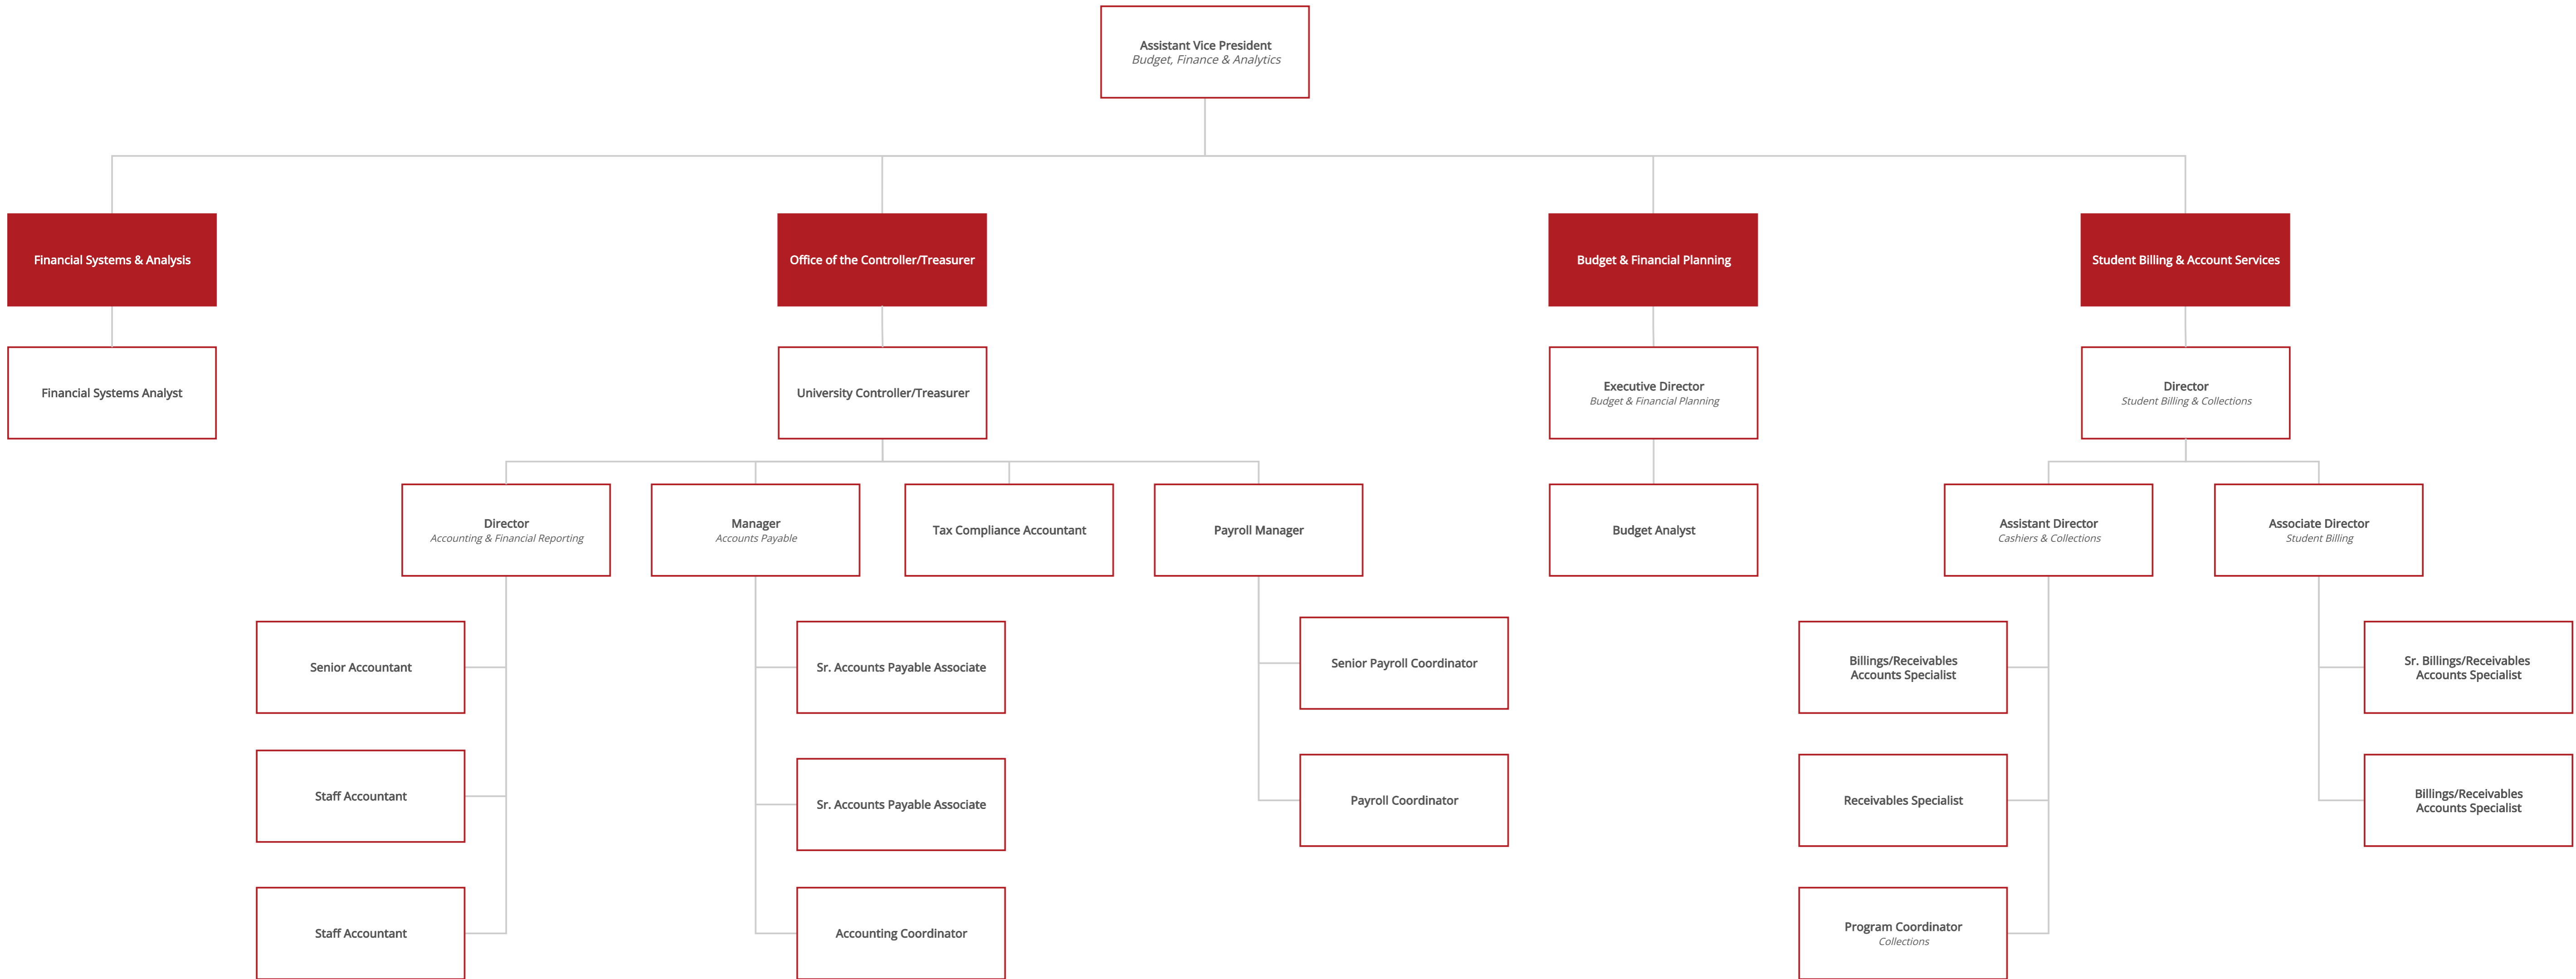 Assistant Vice President
Budget, Finance & Analytics
Financial Systems & Analysis
Office of the Controller/Treasurer
Budget & Financial Planning
Student Billing & Account Services
Financial Systems Analyst
University Controller/Treasurer
Executive Director
Budget & Financial Planning
Director
Student Billing & Collections
Director
Accounting & Financial Reporting
Manager
Accounts Payable
Tax Compliance Accountant
Payroll Manager
Budget Analyst
Assistant Director
Cashiers & Collections
Associate Director
Student Billing
Senior Accountant
Sr. Accounts Payable Associate
Senior Payroll Coordinator
Billings/Receivables
Accounts Specialist
Sr. Billings/Receivables
Accounts Specialist
Staff Accountant
Sr. Accounts Payable Associate
Payroll Coordinator
Receivables Specialist
Billings/Receivables
Accounts Specialist
Staff Accountant
Accounting Coordinator
Program Coordinator
Collections